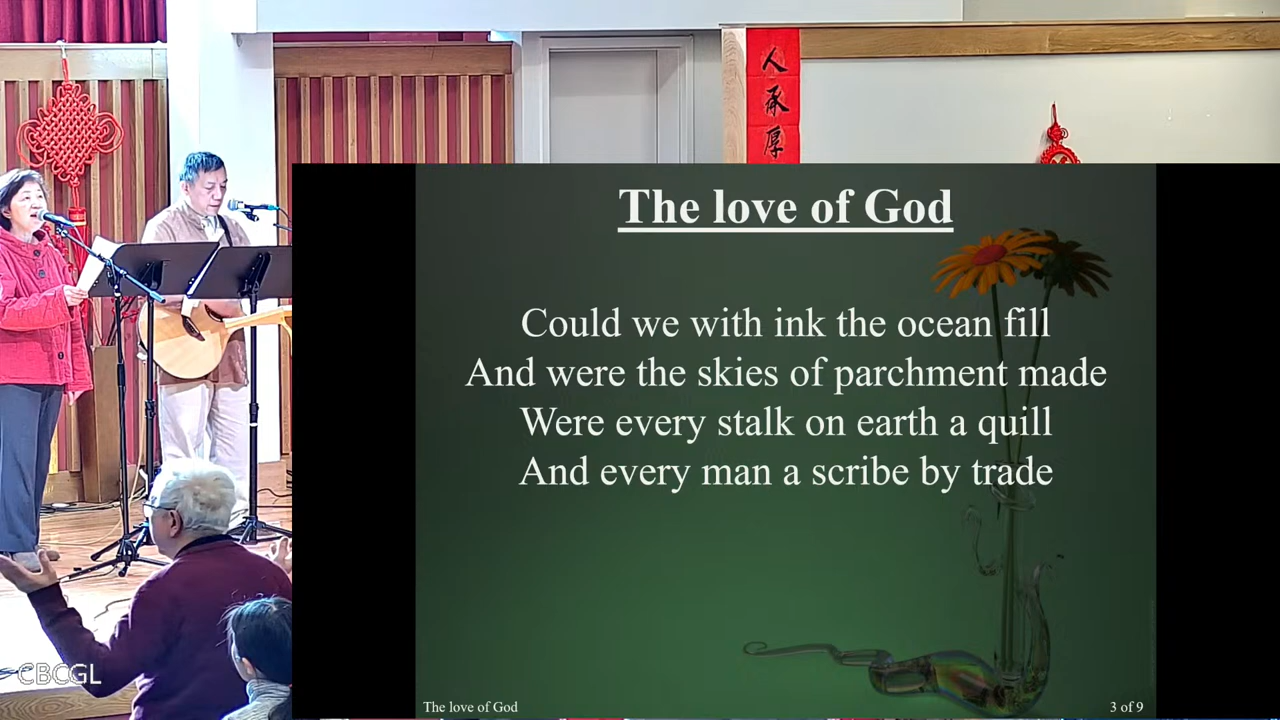 人
承
厚
The love of God
Could we with ink the ocean fill
And were the skies of parchment made
Were every stalk on earth a quill
And every man a scribe by trade
The love of God
3 of 9
CBCGL